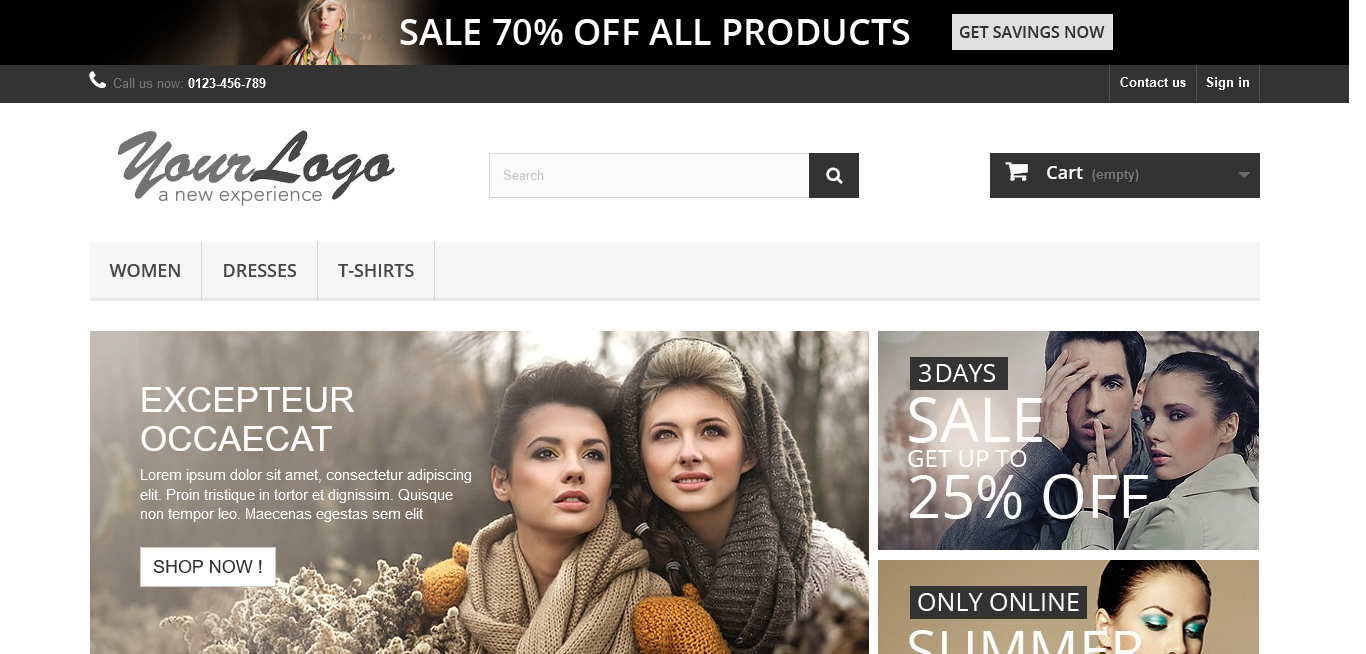 SALE 70% OFF ALL PRODUCTS GET SAVINGS NOW
Call us now: 0123-456-789 Contact us Sign in
YourLogo
a new experience
Search
Cart (empty)
WOMEN DRESSES T-SHIRTS
EXCEPTEUR
OCCAECAT
Lorem ipsum dolor sit amet, consectetur adipiscing
elit. Proin tristique in tortor et dignissim. Quisque
non tempor leo. Maecenas egestas sem elit
SHOP NOW !
3 DAYS
SALE
GET UP TO
25% OFF
ONLY ONLINE
SUMMER